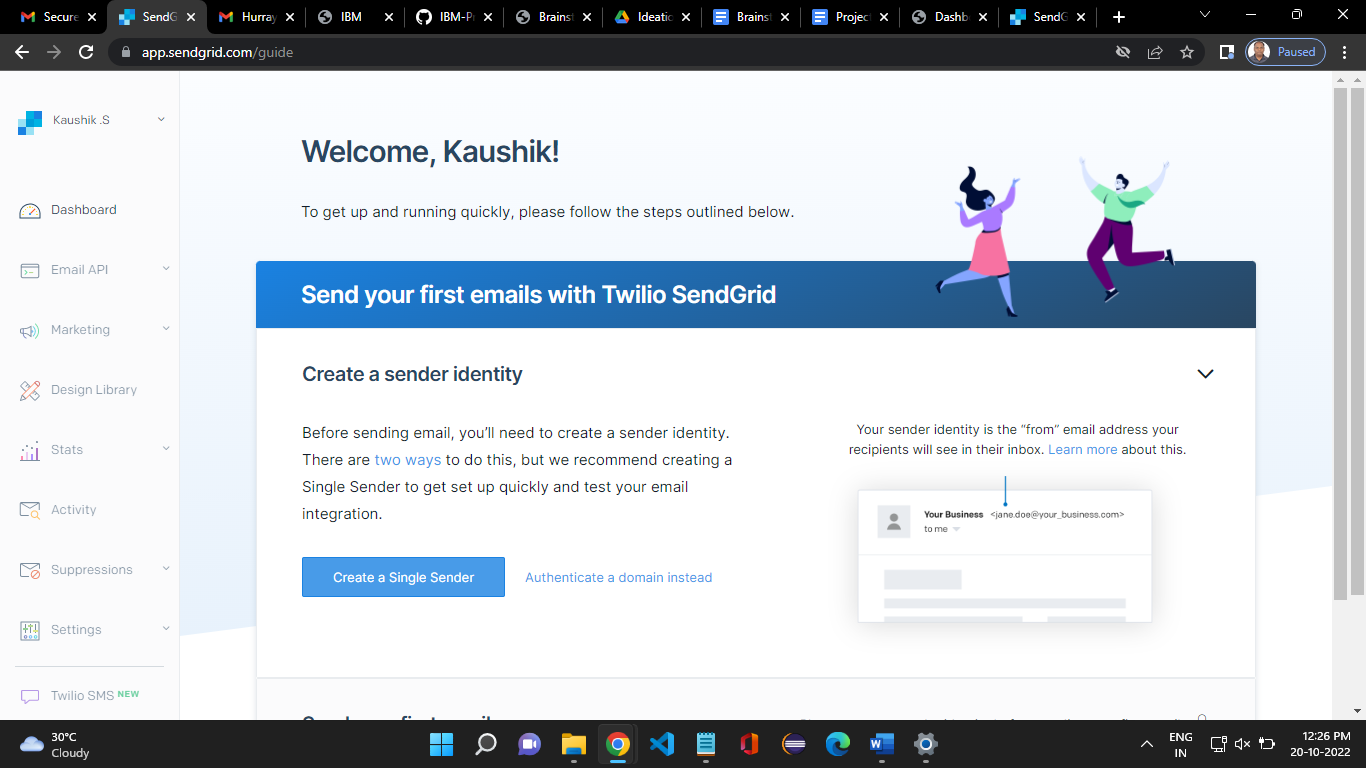 Secure
SendG
Hurray
IBM
IBM-Pr
Brainst
Ideatio
Brainst
Project
Dashb
SendG
app.sendgrid.com/guide
Paused
Kaushik .S
Dashboard
Email API
Marketing
Design Library
Stats
Activity
Suppressions
Settings
Twilio SMS NEW
Welcome, Kaushik!
To get up and running quickly, please follow the steps outlined below.
Send your first emails with Twilio SendGrid
Create a sender identity
Before sending email, you’ll need to create a sender identity.
There are two ways to do this, but we recommend creating a
Single Sender to get set up quickly and test your email
integration.
Create a Single Sender
Authenticate a domain instead
Your sender identity is the “from” email address your
recipients will see in their inbox. Learn more about this.
Your Business <jane.doe@your_business.com>
to me
30°C
Cloudy
ENG
IN
12:26 PM
20-10-2022